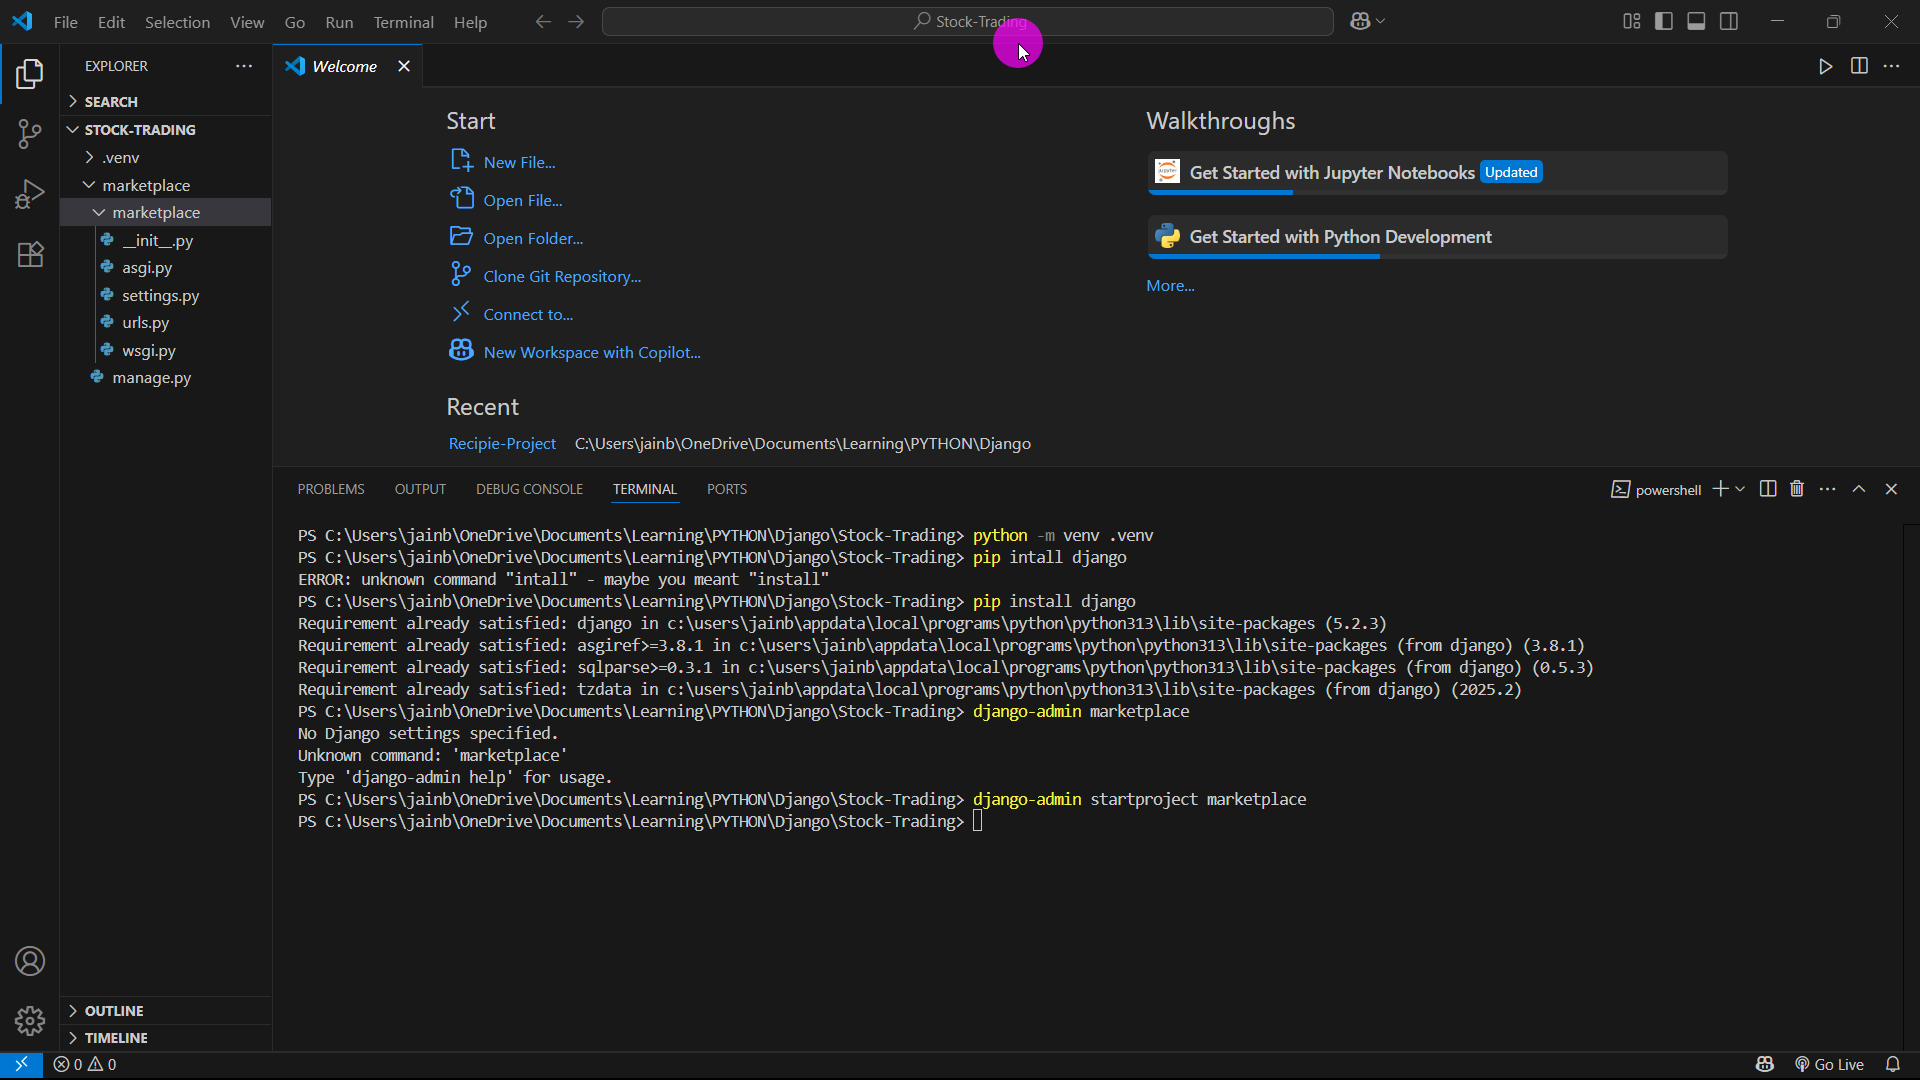 File Edit Selection View Go Run Terminal Help
Stock-Trading
EXPLORER
SEARCH
STOCK-TRADING
.venv
marketplace
marketplace
__init__.py
asgi.py
settings.py
urls.py
wsgi.py
manage.py
OUTLINE
TIMELINE
Welcome
Start
New File...
Open File...
Open Folder...
Clone Git Repository...
Connect to...
New Workspace with Copilot...
Recent
Recipie-Project C:\Users\jainb\OneDrive\Documents\Learning\PYTHON\Django
Walkthroughs
Get Started with Jupyter Notebooks Updated
Get Started with Python Development
More...
PROBLEMS OUTPUT DEBUG CONSOLE TERMINAL PORTS
powershell
PS C:\Users\jainb\OneDrive\Documents\Learning\PYTHON\Django\Stock-Trading> python -m venv .venv
PS C:\Users\jainb\OneDrive\Documents\Learning\PYTHON\Django\Stock-Trading> pip intall django
ERROR: unknown command "intall" - maybe you meant "install"
PS C:\Users\jainb\OneDrive\Documents\Learning\PYTHON\Django\Stock-Trading> pip install django
Requirement already satisfied: django in c:\users\jainb\appdata\local\programs\python\python313\lib\site-packages (5.2.3)
Requirement already satisfied: asgiref>=3.8.1 in c:\users\jainb\appdata\local\programs\python\python313\lib\site-packages (from django) (3.8.1)
Requirement already satisfied: sqlparse>=0.3.1 in c:\users\jainb\appdata\local\programs\python\python313\lib\site-packages (from django) (0.5.3)
Requirement already satisfied: tzdata in c:\users\jainb\appdata\local\programs\python\python313\lib\site-packages (from django) (2025.2)
PS C:\Users\jainb\OneDrive\Documents\Learning\PYTHON\Django\Stock-Trading> django-admin marketplace
No Django settings specified.
Unknown command: 'marketplace'
Type 'django-admin help' for usage.
PS C:\Users\jainb\OneDrive\Documents\Learning\PYTHON\Django\Stock-Trading> django-admin startproject marketplace
PS C:\Users\jainb\OneDrive\Documents\Learning\PYTHON\Django\Stock-Trading>
0 0
Go Live